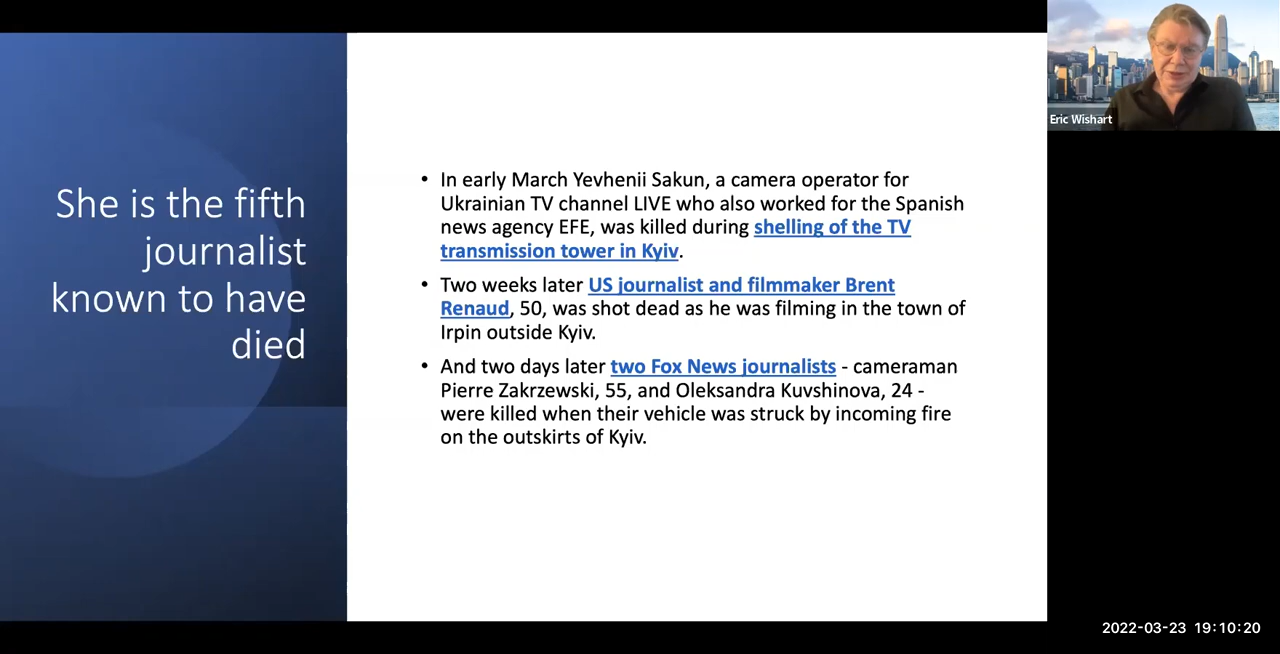 She is the fifth
journalist
known to have
died
• In early March Yevhenii Sakun, a camera operator for
Ukrainian TV channel LIVE who also worked for the Spanish
news agency EFE, was killed during shelling of the TV
transmission tower in Kyiv.
• Two weeks later US journalist and filmmaker Brent
Renaud, 50, was shot dead as he was filming in the town of
Irpin outside Kyiv.
• And two days later two Fox News journalists - cameraman
Pierre Zakrzewski, 55, and Oleksandra Kuvshinova, 24 -
were killed when their vehicle was struck by incoming fire
on the outskirts of Kyiv.
Eric Wishart
2022-03-23 19:10:20